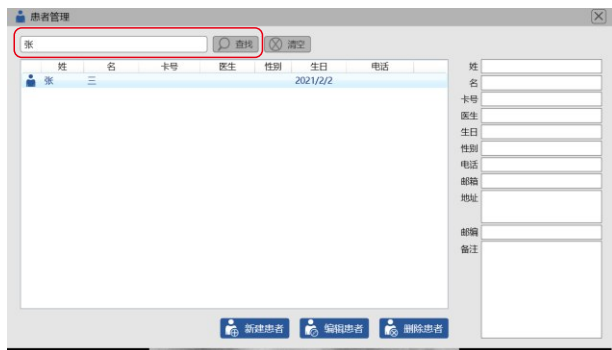 患者管理
张 查找 清空
姓 名 卡号 医生 性别 生日 电话
张 三 2021/2/2
姓
名
卡号
医生
生日
性别
电话
邮箱
地址
邮编
备注
新建患者 编辑患者 删除患者